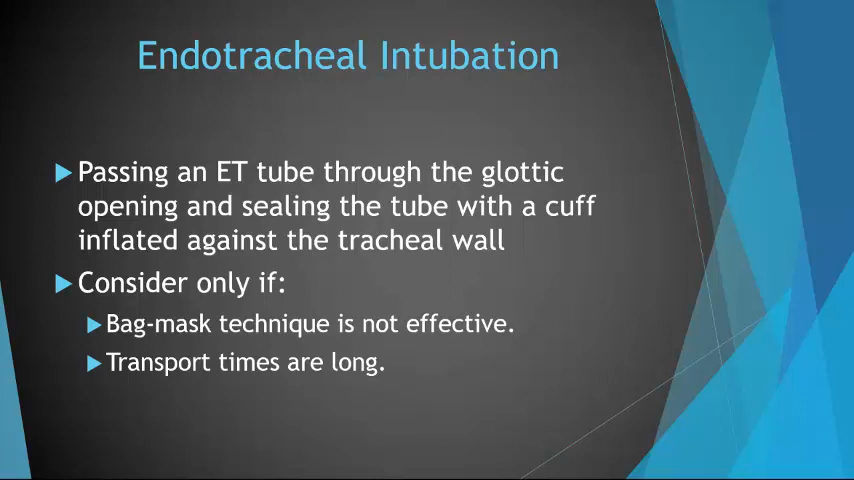 Endotracheal Intubation
Passing an ET tube through the glottic
opening and sealing the tube with a cuff
inflated against the tracheal wall
Consider only if:
Bag-mask technique is not effective.
Transport times are long.